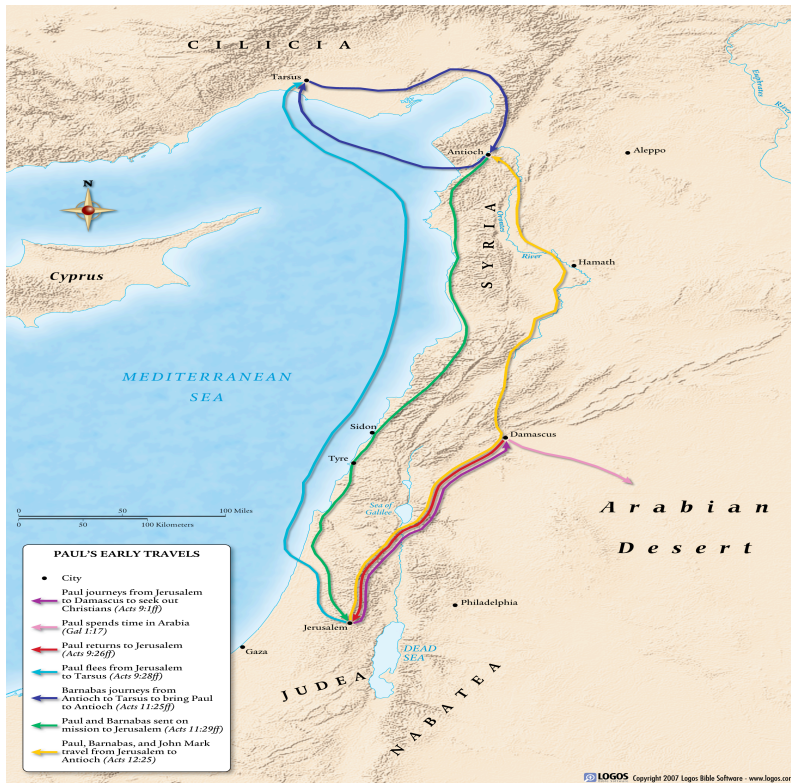 CILICIA
Tarsus
Euphrates
River
Antioch
Aleppo
N
SYRIA
Orontes
River
Hamath
Cyprus
MEDITERRANEAN
SEA
Sidon
Damascus
Tyre
0 50 100 Miles
0 50 100 Kilometers
Sea of
Galilee
Arabian
Desert
PAUL'S EARLY TRAVELS
City
Paul journeys from Jerusalem
to Damascus to seek out
Christians (Acts 9:1ff)
Paul spends time in Arabia
(Gal 1:17)
Paul returns to Jerusalem
(Acts 9:26ff)
Paul flees from Jerusalem
to Tarsus (Acts 9:28ff)
Barnabas journeys from
Antioch to Tarsus to bring Paul
to Antioch (Acts 11:25ff)
Paul and Barnabas sent on
mission to Jerusalem (Acts 11:29ff)
Paul, Barnabas, and John Mark
travel from Jerusalem to
Antioch (Acts 12:25)
Philadelphia
Jerusalem
Gaza
DEAD
SEA
JUDEA
NABATEA
LOGOS Copyright 2007 Logos Bible Software - www.logos.co